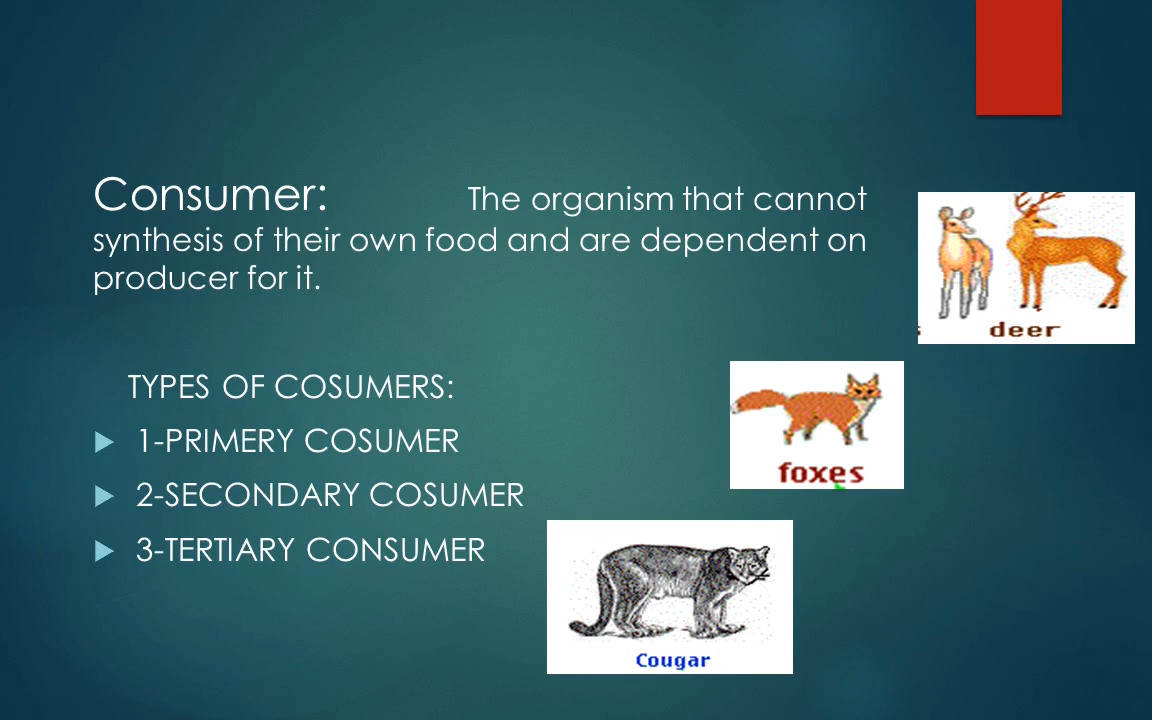 Consumer: The organism that cannot
synthesis of their own food and are dependent on
producer for it.
deer
TYPES OF COSUMERS:
1-PRIMERY COSUMER
foxes
2-SECONDARY COSUMER
3-TERTIARY CONSUMER
Cougar